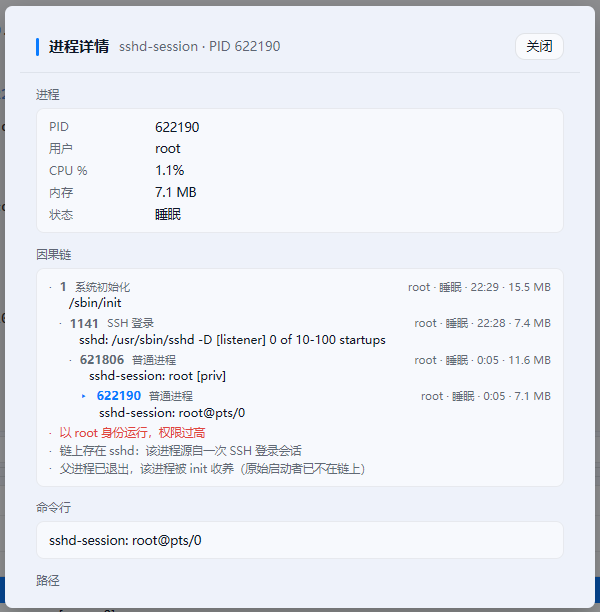 进程详情 sshd-session · PID 622190 关闭
进程
PID 622190
用户 root
CPU % 1.1%
内存 7.1 MB
状态 睡眠
因果链
· 1 系统初始化 root · 睡眠 · 22:29 · 15.5 MB
/sbin/init
· 1141 SSH 登录 root · 睡眠 · 22:28 · 7.4 MB
sshd: /usr/sbin/sshd -D [listener] 0 of 10-100 startups
· 621806 普通进程 root · 睡眠 · 0:05 · 11.6 MB
sshd-session: root [priv]
▸ 622190 普通进程 root · 睡眠 · 0:05 · 7.1 MB
sshd-session: root@pts/0
· 以 root 身份运行，权限过高
· 链上存在 sshd：该进程源自一次 SSH 登录会话
· 父进程已退出，该进程被 init 收养（原始启动者已不在链上）
命令行
sshd-session: root@pts/0
路径